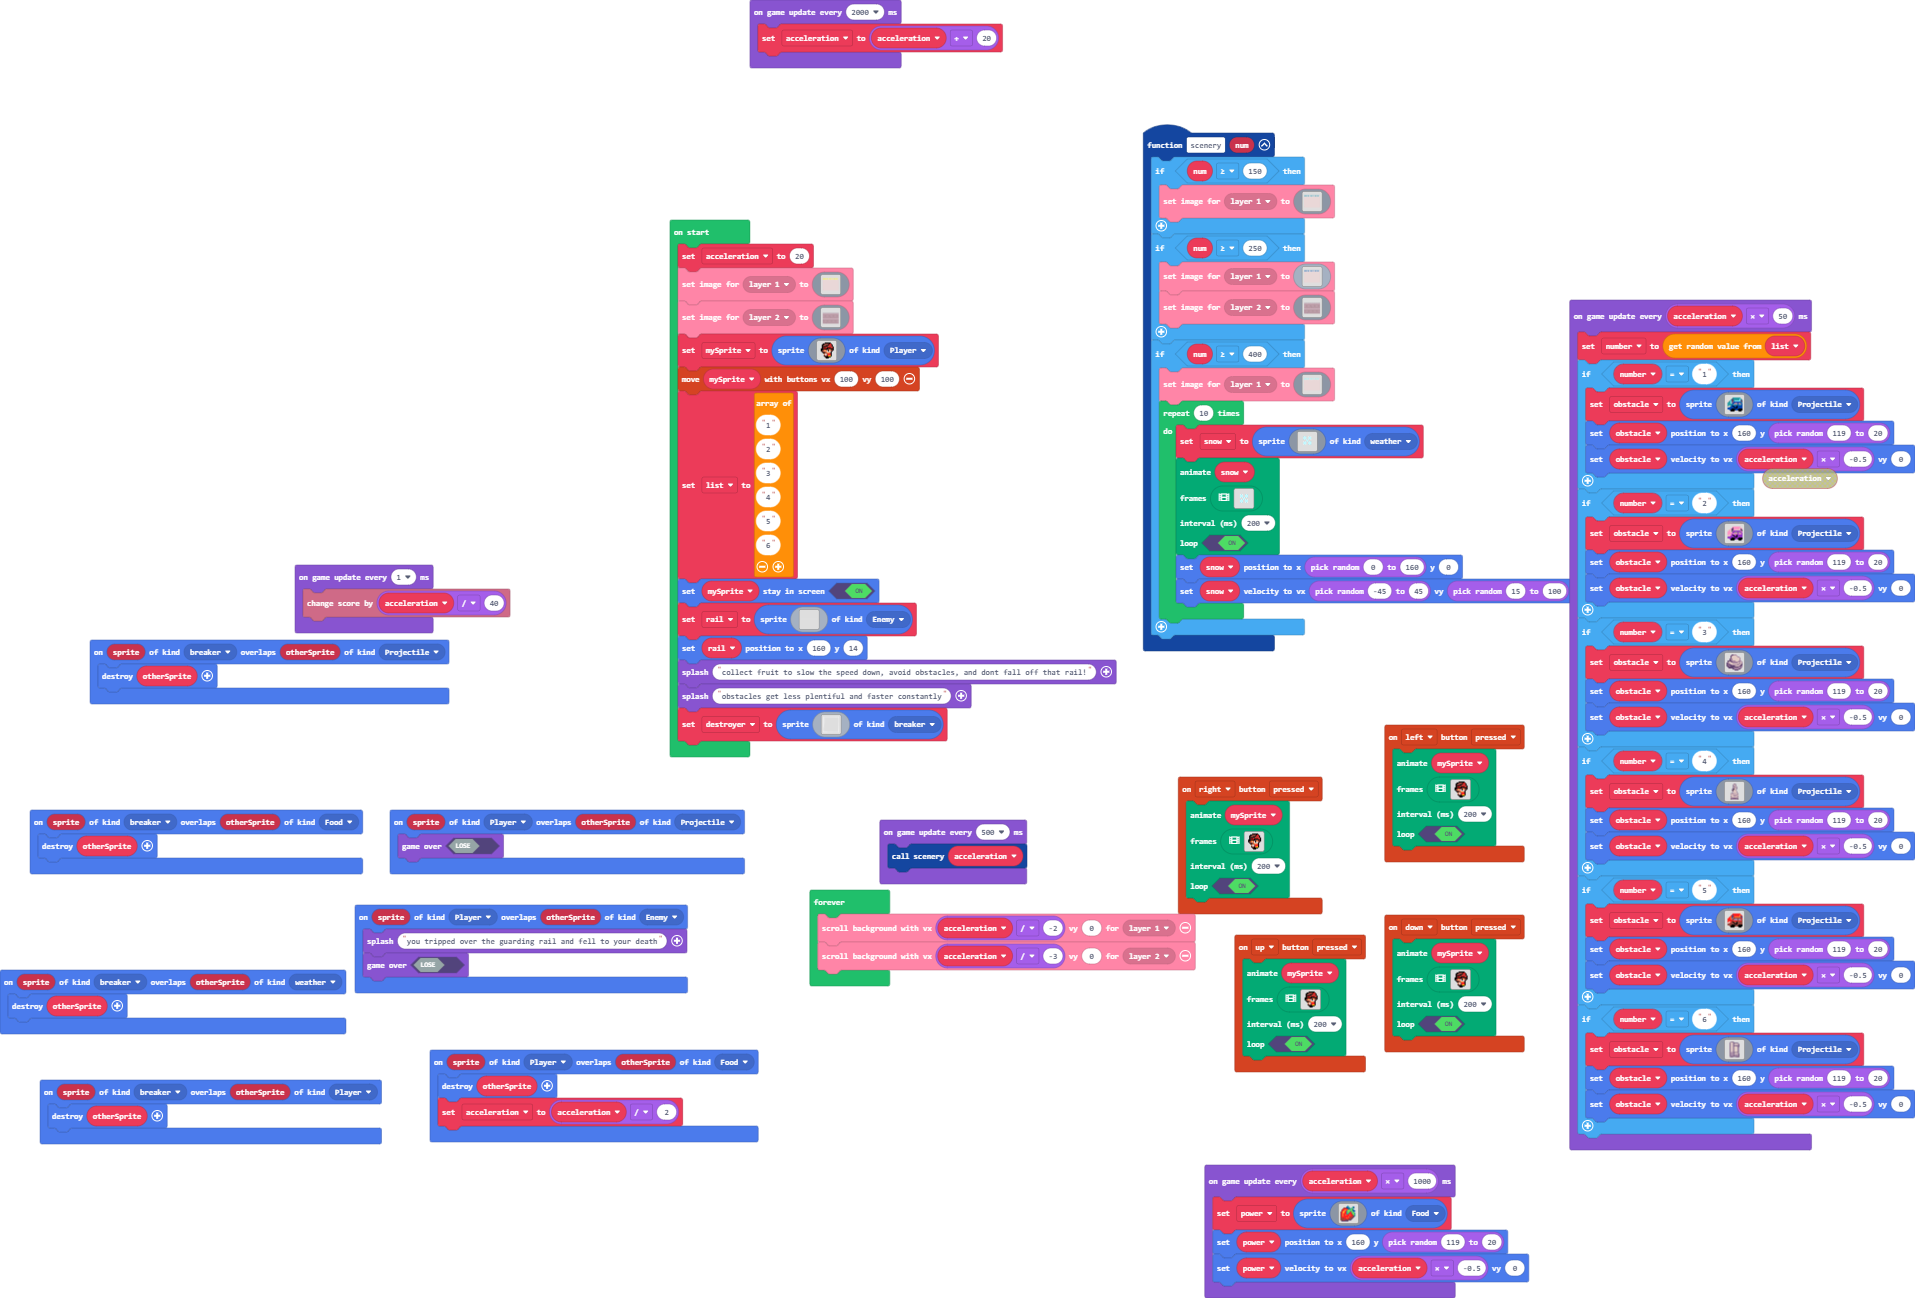 on game update every 2000 ms
set acceleration to acceleration + 20
function scenery num
if num ≥ 150 then
set image for layer 1 to
if num ≥ 250 then
set image for layer 1 to
set image for layer 2 to
if num ≥ 400 then
set image for layer 1 to
repeat 10 times
do
set snow to sprite of kind weather
animate snow
frames
interval (ms) 200
loop ON
set snow position to x pick random 0 to 160 y 0
set snow velocity to vx pick random -45 to 45 vy pick random 15 to 100
on start
set acceleration to 20
set image for layer 1 to
set image for layer 2 to
set mySprite to sprite of kind Player
move mySprite with buttons vx 100 vy 100
set list to array of
"1"
"2"
"3"
"4"
"5"
"6"
set mySprite stay in screen ON
set rail to sprite of kind Enemy
set rail position to x 160 y 14
splash "collect fruit to slow the speed down, avoid obstacles, and dont fall off that rail!"
splash "obstacles get less plentiful and faster constantly"
set destroyer to sprite of kind breaker
on game update every acceleration × 50 ms
set number to get random value from list
if number = "1" then
set obstacle to sprite of kind Projectile
set obstacle position to x 160 y pick random 119 to 20
set obstacle velocity to vx acceleration × -0.5 vy 0
acceleration
if number = "2" then
set obstacle to sprite of kind Projectile
set obstacle position to x 160 y pick random 119 to 20
set obstacle velocity to vx acceleration × -0.5 vy 0
if number = "3" then
set obstacle to sprite of kind Projectile
set obstacle position to x 160 y pick random 119 to 20
set obstacle velocity to vx acceleration × -0.5 vy 0
if number = "4" then
set obstacle to sprite of kind Projectile
set obstacle position to x 160 y pick random 119 to 20
set obstacle velocity to vx acceleration × -0.5 vy 0
if number = "5" then
set obstacle to sprite of kind Projectile
set obstacle position to x 160 y pick random 119 to 20
set obstacle velocity to vx acceleration × -0.5 vy 0
if number = "6" then
set obstacle to sprite of kind Projectile
set obstacle position to x 160 y pick random 119 to 20
set obstacle velocity to vx acceleration × -0.5 vy 0
on game update every 1 ms
change score by acceleration / 40
on sprite of kind breaker overlaps otherSprite of kind Projectile
destroy otherSprite
on sprite of kind breaker overlaps otherSprite of kind Food
destroy otherSprite
on sprite of kind Player overlaps otherSprite of kind Projectile
game over LOSE
on sprite of kind Player overlaps otherSprite of kind Enemy
splash "you tripped over the guarding rail and fell to your death"
game over LOSE
on sprite of kind breaker overlaps otherSprite of kind weather
destroy otherSprite
on sprite of kind Player overlaps otherSprite of kind Food
destroy otherSprite
set acceleration to acceleration / 2
on sprite of kind breaker overlaps otherSprite of kind Player
destroy otherSprite
on game update every 500 ms
call scenery acceleration
forever
scroll background with vx acceleration / -2 vy 0 for layer 1
scroll background with vx acceleration / -3 vy 0 for layer 2
on right button pressed
animate mySprite
frames
interval (ms) 200
loop ON
on left button pressed
animate mySprite
frames
interval (ms) 200
loop ON
on up button pressed
animate mySprite
frames
interval (ms) 200
loop ON
on down button pressed
animate mySprite
frames
interval (ms) 200
loop ON
on game update every acceleration × 1000 ms
set power to sprite of kind Food
set power position to x 160 y pick random 119 to 20
set power velocity to vx acceleration × -0.5 vy 0